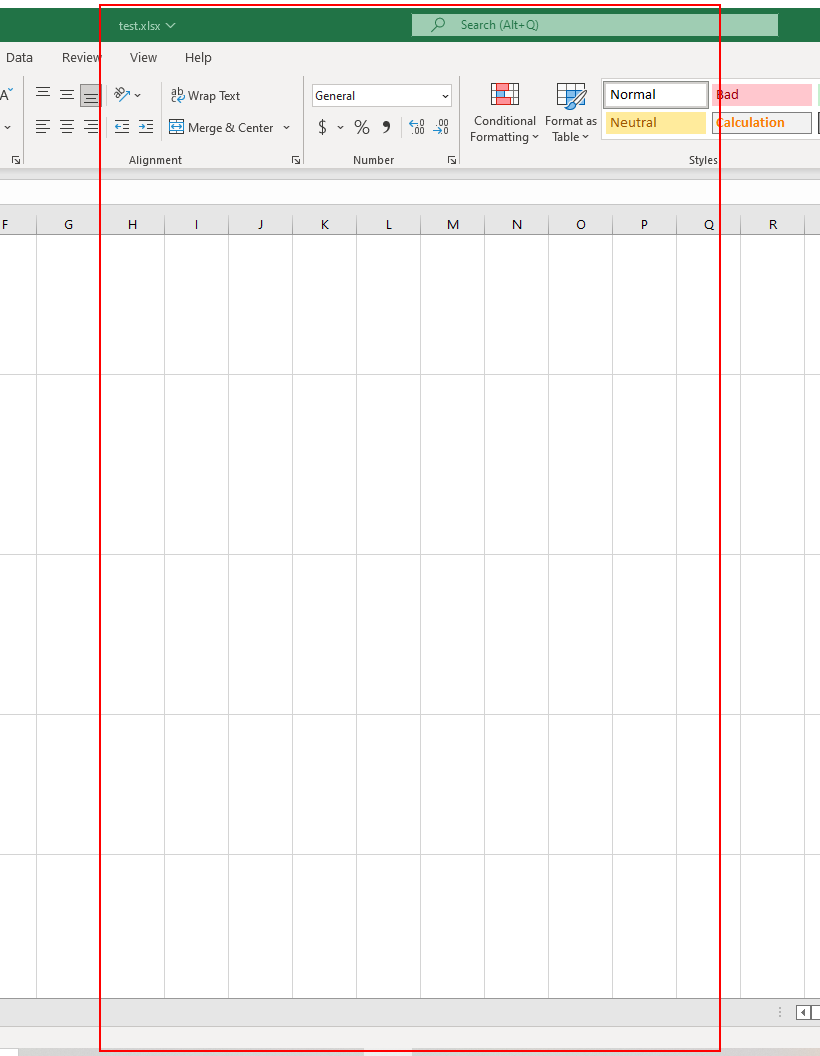 test.xlsx
Search (Alt+Q)
Data Review View Help
A ab Wrap Text General Normal Bad
Conditional Formatting
Format as Table
Merge & Center $ % , .00 .00 Neutral Calculation
Alignment Number Styles
F G H I J K L M N O P Q R